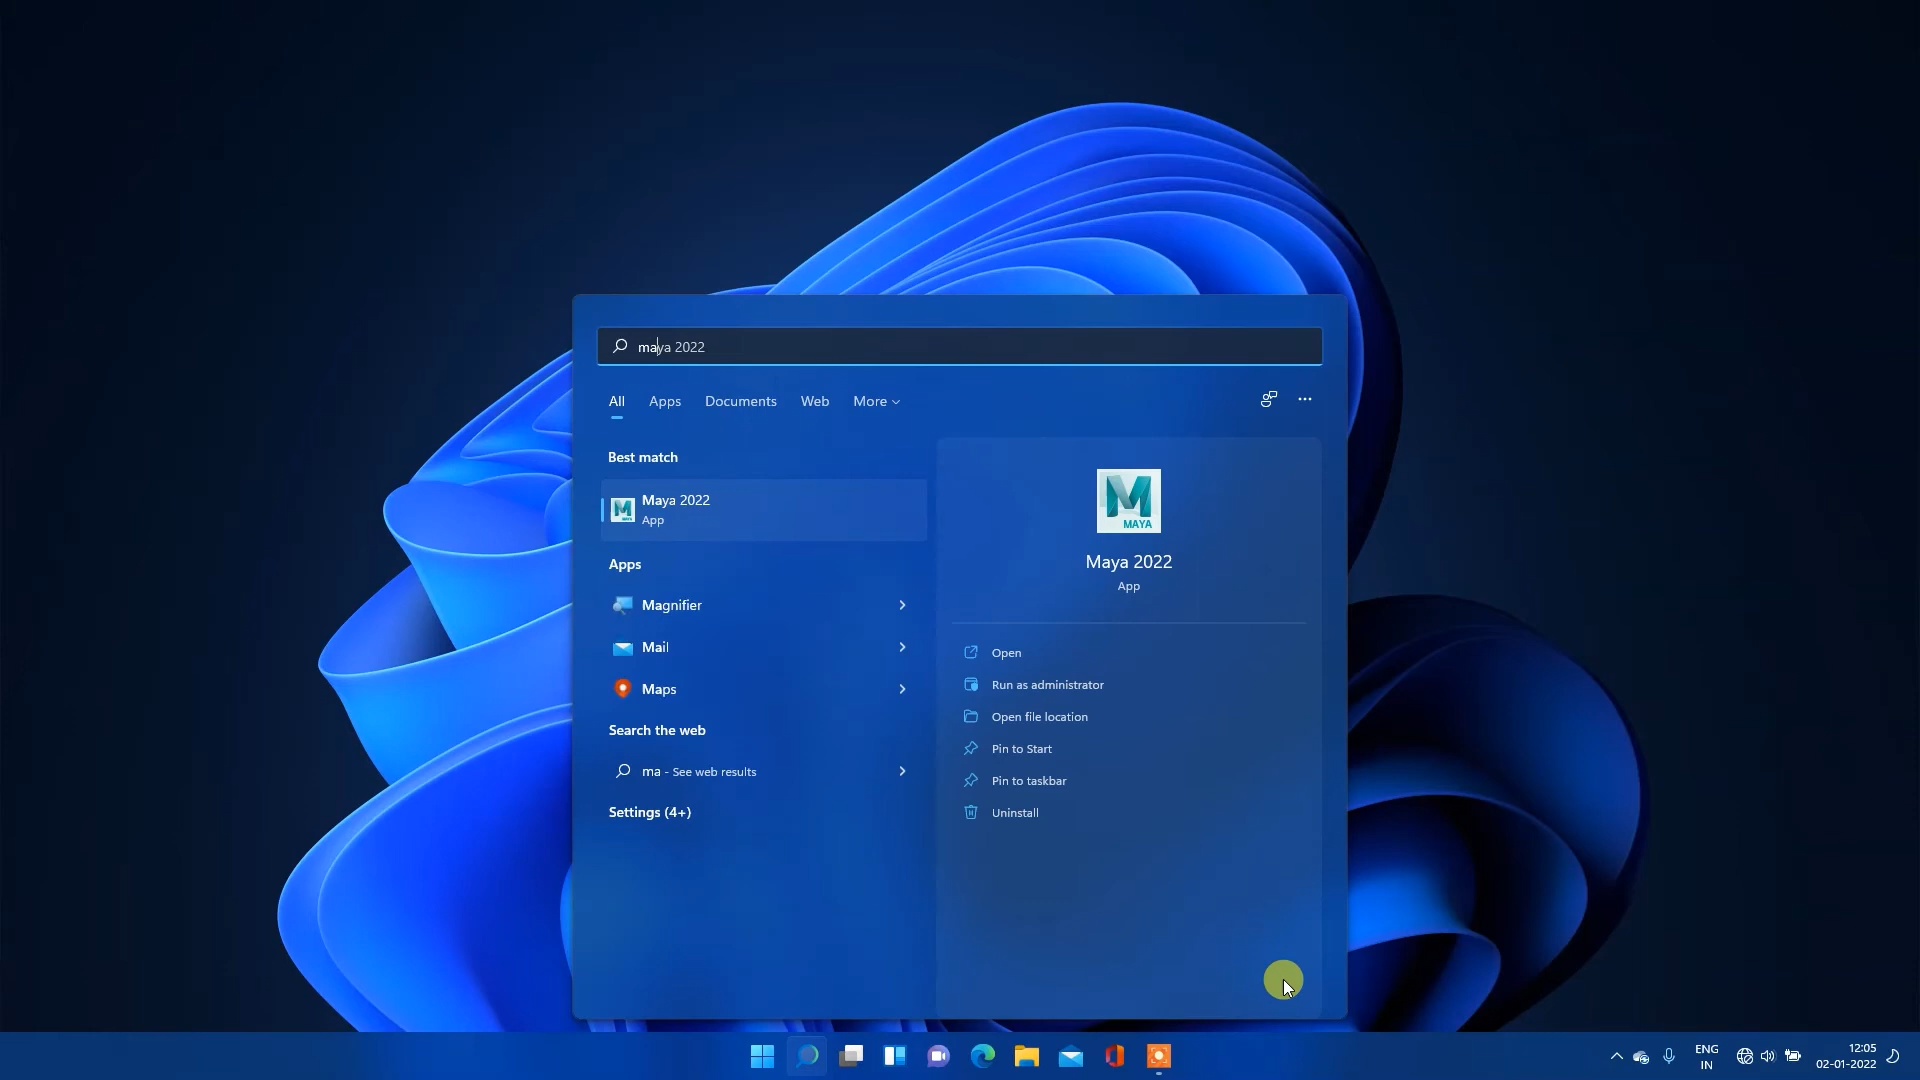 maya 2022
All Apps Documents Web More
Best match
Maya 2022
App
Apps
Magnifier
Mail
Maps
Search the web
ma - See web results
Settings (4+)
MAYA
Maya 2022
App
Open
Run as administrator
Open file location
Pin to Start
Pin to taskbar
Uninstall
ENG
IN
12:05
02-01-2022